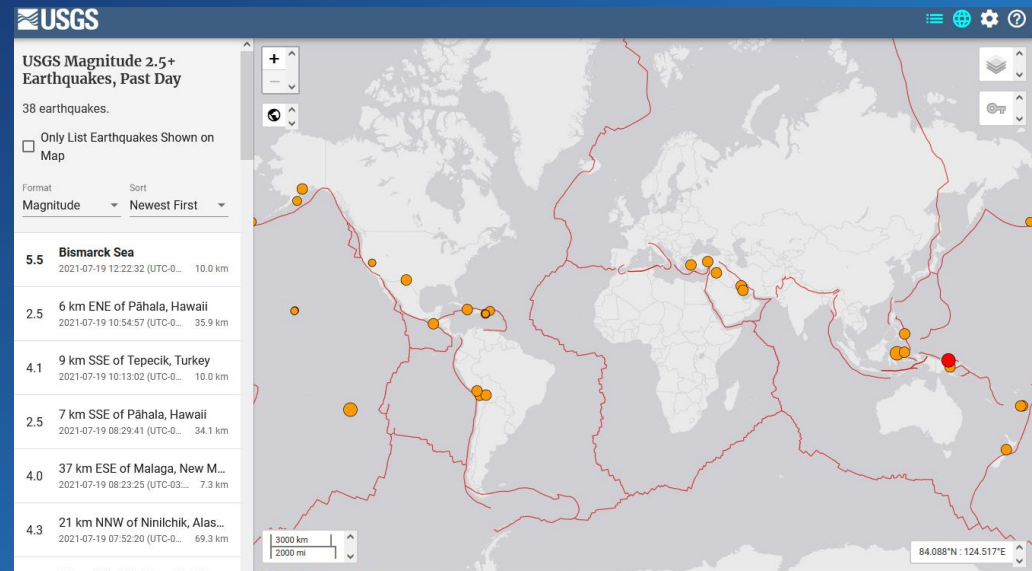 USGS
USGS Magnitude 2.5+
Earthquakes, Past Day
38 earthquakes.
Only List Earthquakes Shown on
Map
Format
Sort
Magnitude
Newest First
5.5
Bismarck Sea
2021-07-19 12:22:32 (UTC-0... 10.0 km
2.5
6 km ENE of Pāhala, Hawaii
2021-07-19 10:54:57 (UTC-0... 35.9 km
4.1
9 km SSE of Tepecik, Turkey
2021-07-19 10:13:02 (UTC-0... 10.0 km
2.5
7 km SSE of Pāhala, Hawaii
2021-07-19 08:29:41 (UTC-0... 34.1 km
4.0
37 km ESE of Malaga, New M...
2021-07-19 08:23:25 (UTC-03:... 7.3 km
4.3
21 km NNW of Ninilchik, Alas...
2021-07-19 07:52:20 (UTC-0... 69.3 km
+
−
3000 km
2000 mi
84.088°N : 124.517°E